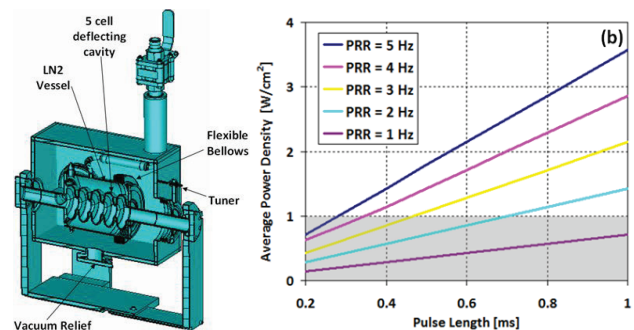 5 cell
deflecting
cavity
LN2
Vessel
Flexible
Bellows
Tuner
Vacuum Relief
(b)
PRR = 5 Hz
PRR = 4 Hz
PRR = 3 Hz
PRR = 2 Hz
PRR = 1 Hz
Average Power Density [W/cm²]
4
3
2
1
0
0.2
0.4
0.6
0.8
1
Pulse Length [ms]